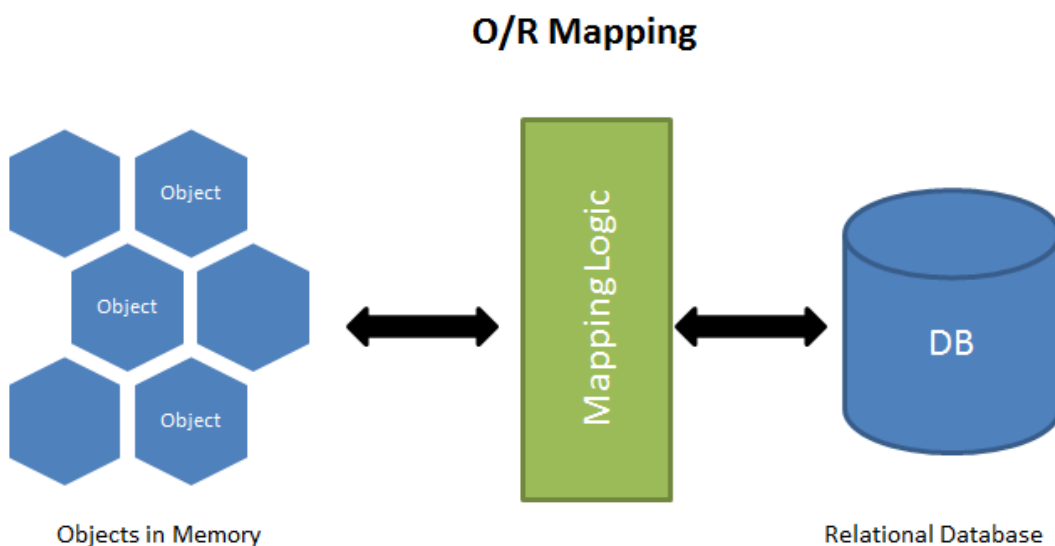 O/R Mapping
Object
Object
Object
Mapping Logic
DB
Objects in Memory
Relational Database